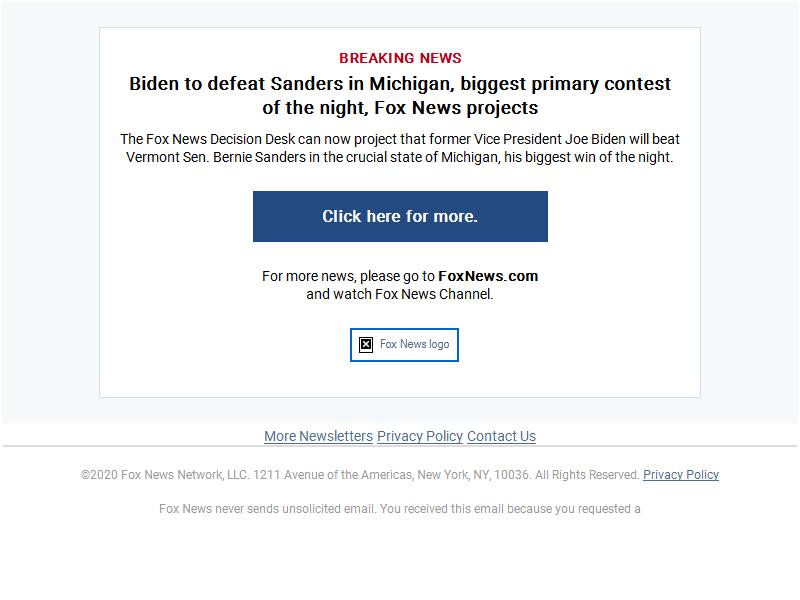 BREAKING NEWS
Biden to defeat Sanders in Michigan, biggest primary contest
of the night, Fox News projects
The Fox News Decision Desk can now project that former Vice President Joe Biden will beat
Vermont Sen. Bernie Sanders in the crucial state of Michigan, his biggest win of the night.
Click here for more.
For more news, please go to FoxNews.com
and watch Fox News Channel.
Fox News logo
More Newsletters Privacy Policy Contact Us
©2020 Fox News Network, LLC. 1211 Avenue of the Americas, New York, NY, 10036. All Rights Reserved. Privacy Policy
Fox News never sends unsolicited email. You received this email because you requested a